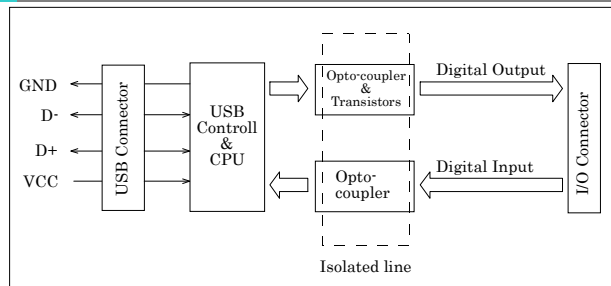 GND
D-
D+
VCC
USB Connector
USB
Controll
&
CPU
Opto-coupler
&
Transistors
Opto-
coupler
Isolated line
Digital Output
Digital Input
I/O Connector